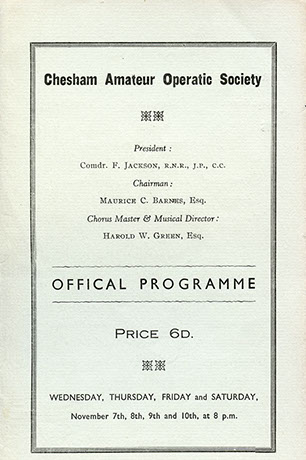 Chesham Amateur Operatic Society
President :
Comdr. F. Jackson, R.N.R., J.P., C.C.
Chairman :
Maurice C. Barnes, Esq.
Chorus Master & Musical Director :
Harold W. Green, Esq.
OFFICAL PROGRAMME
Price 6D.
WEDNESDAY, THURSDAY, FRIDAY and SATURDAY,
November 7th, 8th, 9th and 10th, at 8 p.m.